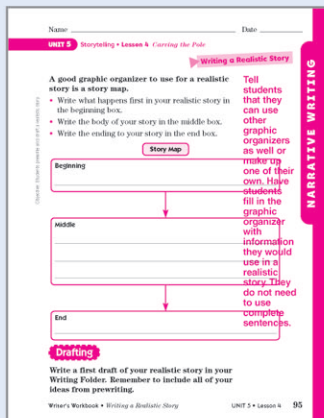 Name Date
UNIT 5 Storytelling • Lesson 4 Carving the Pole
Writing a Realistic Story
A good graphic organizer to use for a realistic
story is a story map.
• Write what happens first in your realistic story in
the beginning box.
• Write the body of your story in the middle box.
• Write the ending to your story in the end box.
Tell
students
that they
can use
other
graphic
organizers
as well or
make up
one of their
own. Have
students
fill in the
graphic
organizer
with
information
they would
use in a
realistic
story. They
do not need
to use
complete
sentences.
NARRATIVE WRITING
Story Map
Beginning
Middle
End
Drafting
Write a first draft of your realistic story in your
Writing Folder. Remember to include all of your
ideas from prewriting.
Writer's Workbook • Writing a Realistic Story UNIT 5 • Lesson 4 95